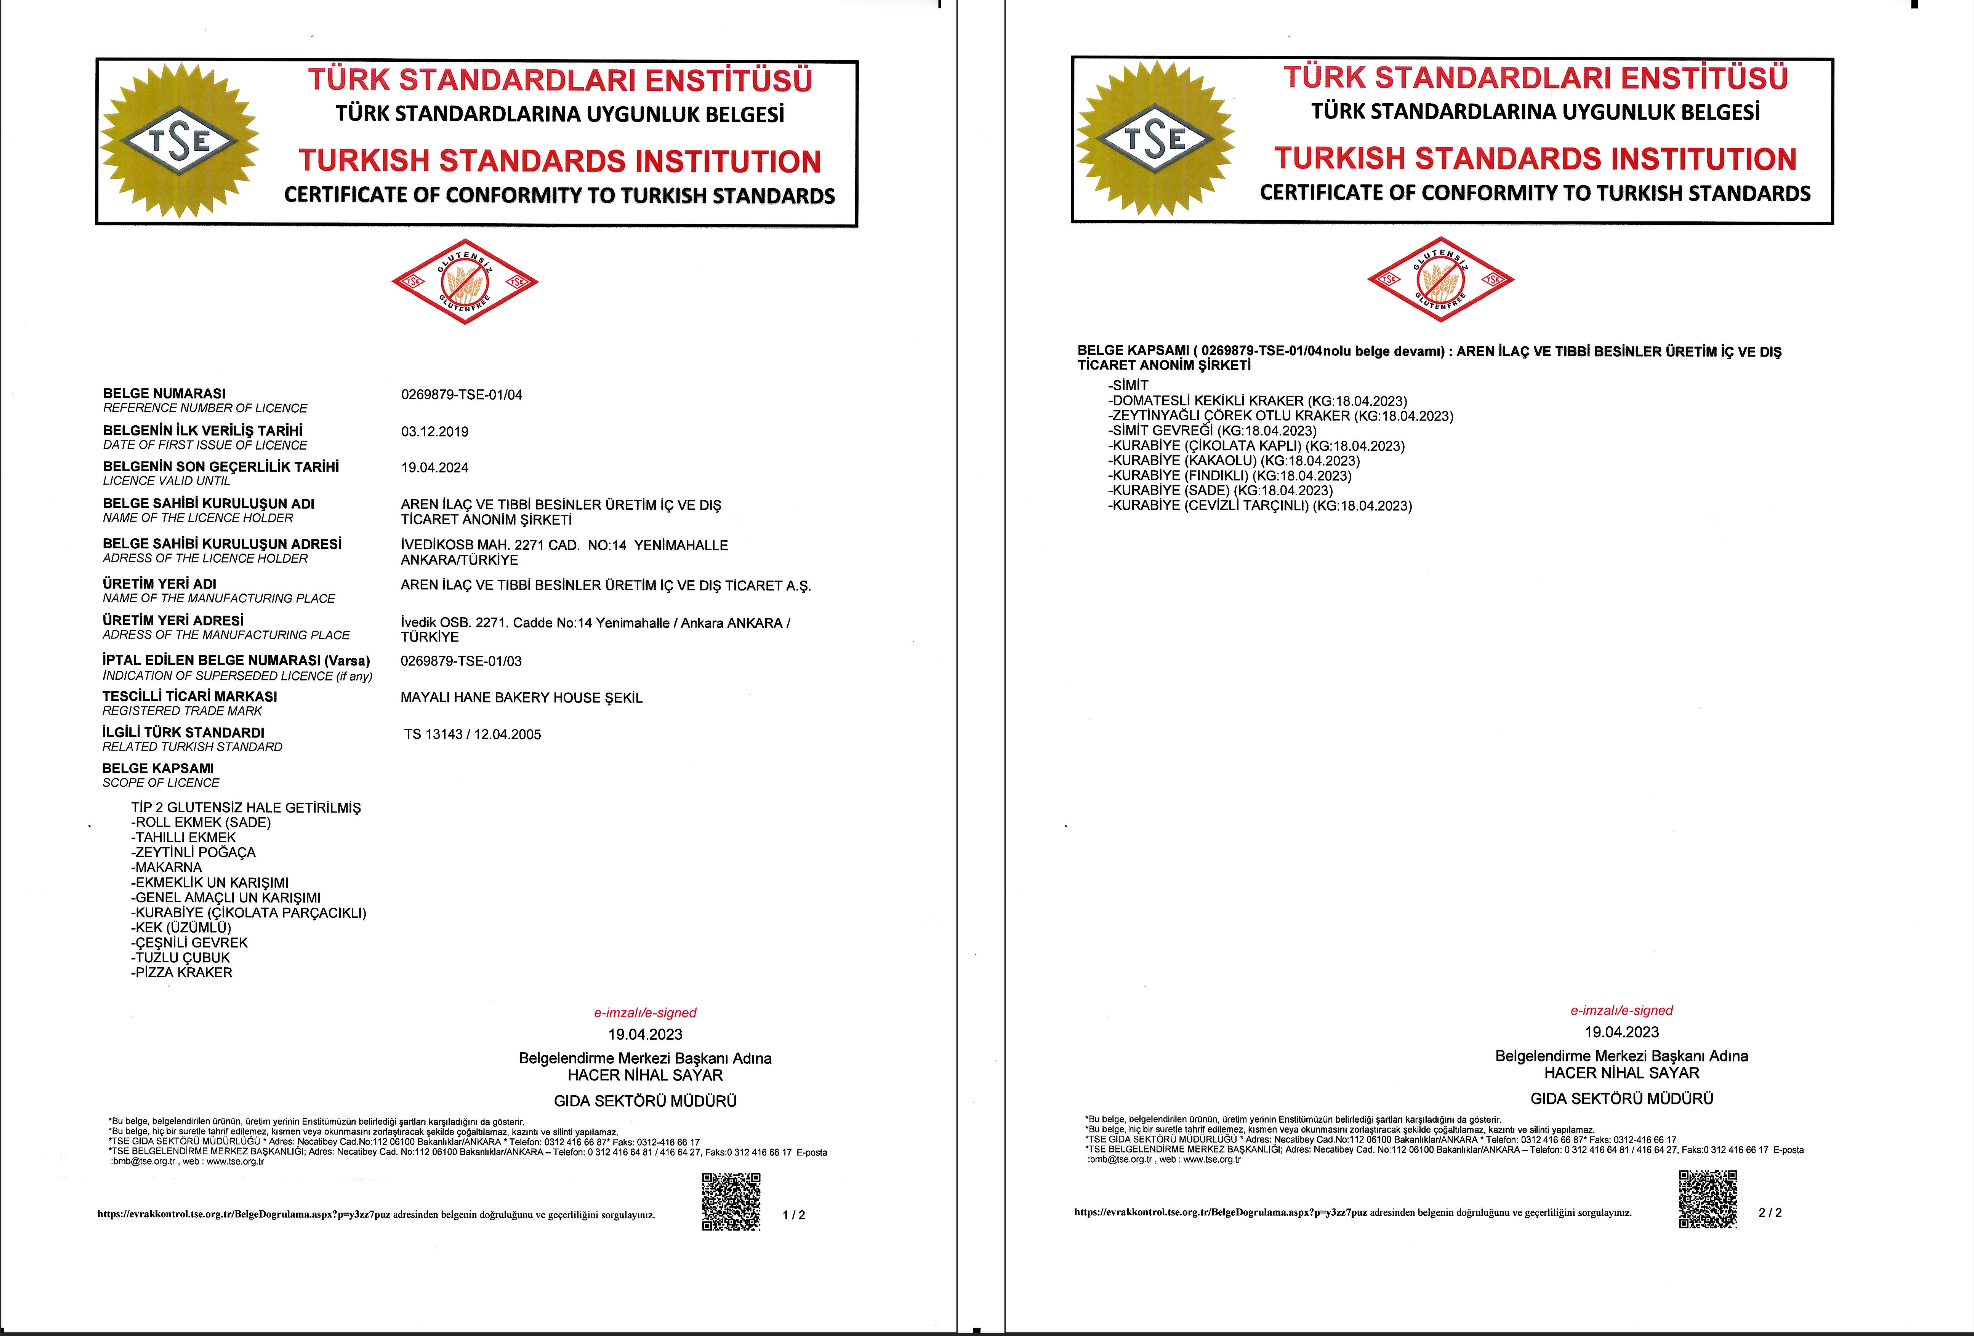 TSE
TÜRK STANDARDLARI ENSTİTÜSÜ
TÜRK STANDARDLARINA UYGUNLUK BELGESİ
TURKISH STANDARDS INSTITUTION
CERTIFICATE OF CONFORMITY TO TURKISH STANDARDS
GLUTENSİZ
TSE TSE
GLUTENFREE
BELGE NUMARASI 0269879-TSE-01/04
REFERENCE NUMBER OF LICENCE
BELGENİN İLK VERİLİŞ TARİHİ 03.12.2019
DATE OF FIRST ISSUE OF LICENCE
BELGENİN SON GEÇERLİLİK TARİHİ 19.04.2024
LICENCE VALID UNTIL
BELGE SAHİBİ KURULUŞUN ADI AREN İLAÇ VE TIBBİ BESİNLER ÜRETİM İÇ VE DIŞ
NAME OF THE LICENCE HOLDER TİCARET ANONİM ŞİRKETİ
BELGE SAHİBİ KURULUŞUN ADRESİ İVEDİKOSB MAH. 2271 CAD. NO:14 YENİMAHALLE
ADRESS OF THE LICENCE HOLDER ANKARA/TÜRKİYE
ÜRETİM YERİ ADI AREN İLAÇ VE TIBBİ BESİNLER ÜRETİM İÇ VE DIŞ TİCARET A.Ş.
NAME OF THE MANUFACTURING PLACE
ÜRETİM YERİ ADRESİ İvedik OSB. 2271. Cadde No:14 Yenimahalle / Ankara ANKARA /
ADRESS OF THE MANUFACTURING PLACE TÜRKİYE
İPTAL EDİLEN BELGE NUMARASI (Varsa) 0269879-TSE-01/03
INDICATION OF SUPERSEDED LICENCE (if any)
TESCİLLİ TİCARİ MARKASI MAYALI HANE BAKERY HOUSE ŞEKİL
REGISTERED TRADE MARK
İLGİLİ TÜRK STANDARDI TS 13143 / 12.04.2005
RELATED TURKISH STANDARD
BELGE KAPSAMI
SCOPE OF LICENCE
TİP 2 GLUTENSİZ HALE GETİRİLMİŞ
-ROLL EKMEK (SADE)
-TAHILLI EKMEK
-ZEYTİNLİ POĞAÇA
-MAKARNA
-EKMEKLİK UN KARIŞIMI
-GENEL AMAÇLI UN KARIŞIMI
-KURABİYE (ÇİKOLATA PARÇACIKLI)
-KEK (ÜZÜMLÜ)
-ÇEŞNİLİ GEVREK
-TUZLU ÇUBUK
-PİZZA KRAKER
e-imzalı/e-signed
19.04.2023
Belgelendirme Merkezi Başkanı Adına
HACER NİHAL SAYAR
GIDA SEKTÖRÜ MÜDÜRÜ
*Bu belge, belgelendirilen ürünün, üretim yerinin Enstitümüzün belirlediği şartları karşıladığını da gösterir.
*Bu belge, hiç bir suretle tahrif edilemez, kısmen veya okunmasını zorlaştıracak şekilde çoğaltılamaz, kazıntı ve silinti yapılamaz.
*TSE GIDA SEKTÖRÜ MÜDÜRLÜĞÜ * Adres: Necatibey Cad.No:112 06100 Bakanlıklar/ANKARA * Telefon: 0312 416 66 87* Faks: 0312-416 66 17
*TSE BELGELENDİRME MERKEZ BAŞKANLIĞI; Adres: Necatibey Cad. No:112 06100 Bakanlıklar/ANKARA – Telefon: 0 312 416 64 81 / 416 64 27, Faks:0 312 416 66 17 E-posta
:bmb@tse.org.tr , web : www.tse.org.tr
https://evrakkontrol.tse.org.tr/BelgeDogrulama.aspx?p=y3zz7puz adresinden belgenin doğruluğunu ve geçerliliğini sorgulayınız. 1 / 2
TSE
TÜRK STANDARDLARI ENSTİTÜSÜ
TÜRK STANDARDLARINA UYGUNLUK BELGESİ
TURKISH STANDARDS INSTITUTION
CERTIFICATE OF CONFORMITY TO TURKISH STANDARDS
GLUTENSİZ
TSE TSE
GLUTENFREE
BELGE KAPSAMI ( 0269879-TSE-01/04nolu belge devamı) : AREN İLAÇ VE TIBBİ BESİNLER ÜRETİM İÇ VE DIŞ
TİCARET ANONİM ŞİRKETİ
-SİMİT
-DOMATESLİ KEKİKLİ KRAKER (KG:18.04.2023)
-ZEYTİNYAĞLI ÇÖREK OTLU KRAKER (KG:18.04.2023)
-SİMİT GEVREĞİ (KG:18.04.2023)
-KURABİYE (ÇİKOLATA KAPLI) (KG:18.04.2023)
-KURABİYE (KAKAOLU) (KG:18.04.2023)
-KURABİYE (FINDIKLI) (KG:18.04.2023)
-KURABİYE (SADE) (KG:18.04.2023)
-KURABİYE (CEVİZLİ TARÇINLI) (KG:18.04.2023)
e-imzalı/e-signed
19.04.2023
Belgelendirme Merkezi Başkanı Adına
HACER NİHAL SAYAR
GIDA SEKTÖRÜ MÜDÜRÜ
*Bu belge, belgelendirilen ürünün, üretim yerinin Enstitümüzün belirlediği şartları karşıladığını da gösterir.
*Bu belge, hiç bir suretle tahrif edilemez, kısmen veya okunmasını zorlaştıracak şekilde çoğaltılamaz, kazıntı ve silinti yapılamaz.
*TSE GIDA SEKTÖRÜ MÜDÜRLÜĞÜ * Adres: Necatibey Cad.No:112 06100 Bakanlıklar/ANKARA * Telefon: 0312 416 66 87* Faks: 0312-416 66 17
*TSE BELGELENDİRME MERKEZ BAŞKANLIĞI; Adres: Necatibey Cad. No:112 06100 Bakanlıklar/ANKARA – Telefon: 0 312 416 64 81 / 416 64 27, Faks:0 312 416 66 17 E-posta
:bmb@tse.org.tr , web : www.tse.org.tr
https://evrakkontrol.tse.org.tr/BelgeDogrulama.aspx?p=y3zz7puz adresinden belgenin doğruluğunu ve geçerliliğini sorgulayınız. 2 / 2